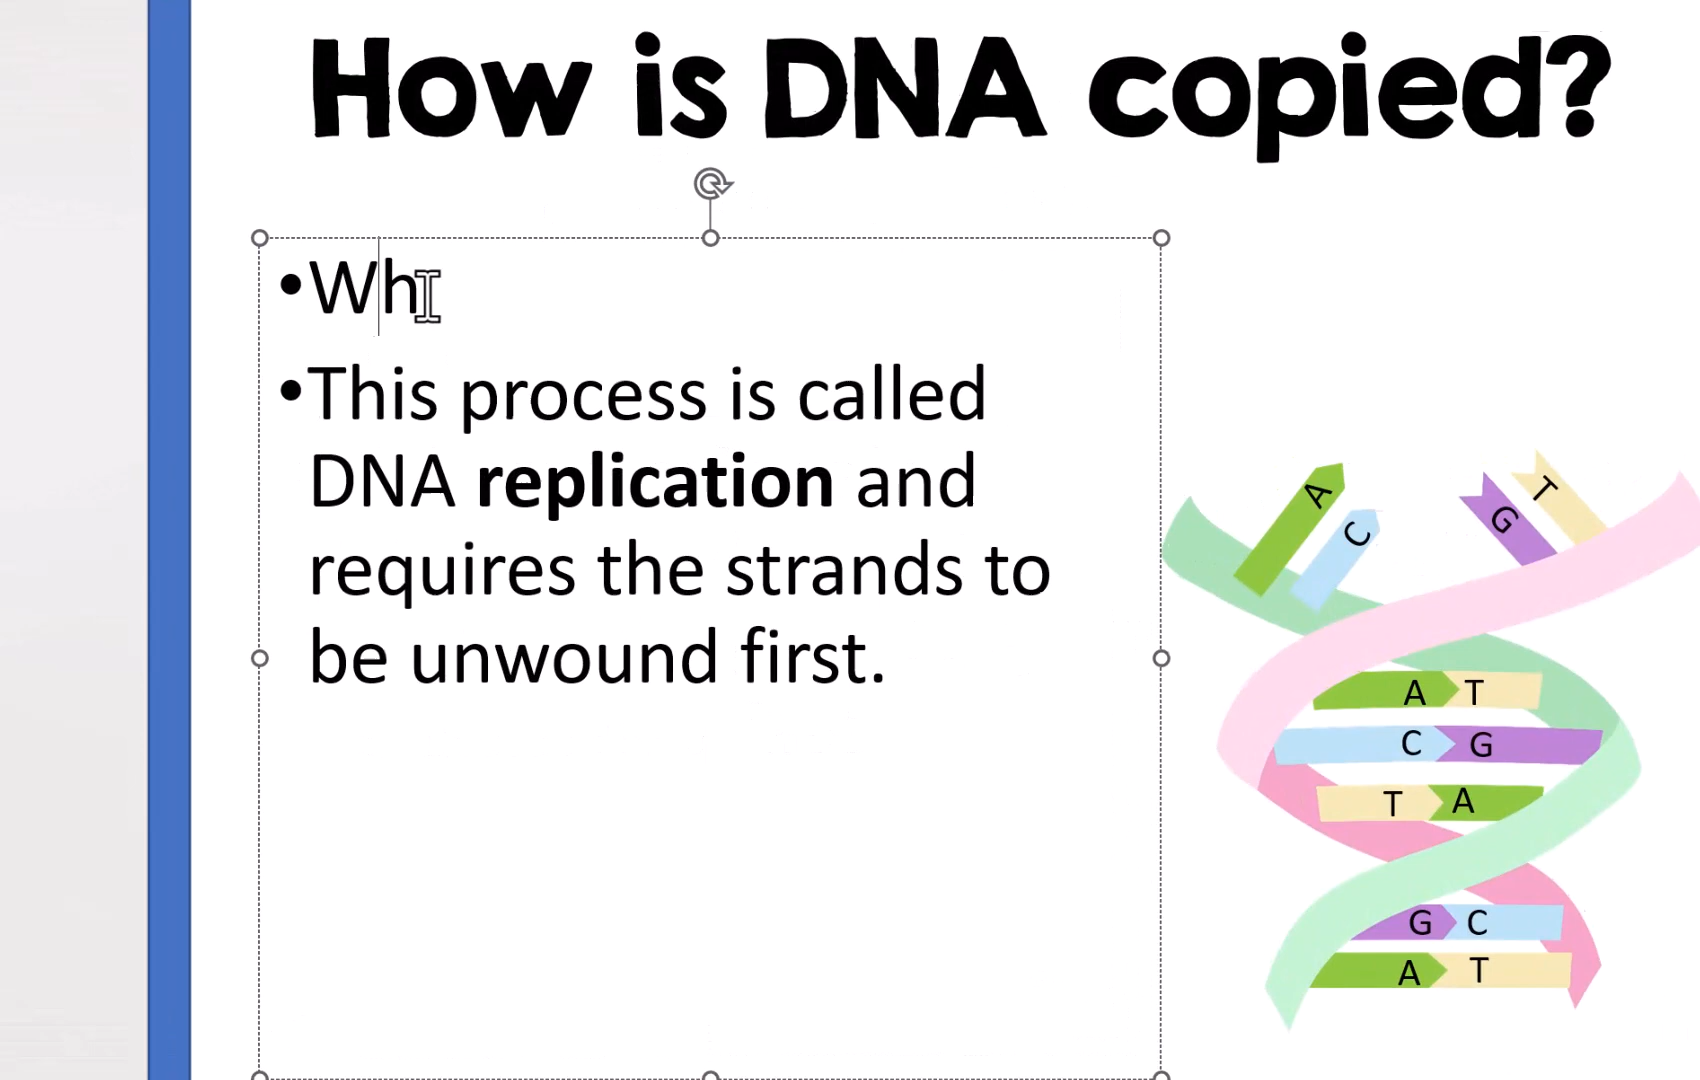 How is DNA copied?
•Wh
•This process is called
DNA replication and
requires the strands to
be unwound first.
A
C
G
T
A T
C G
T A
G C
A T